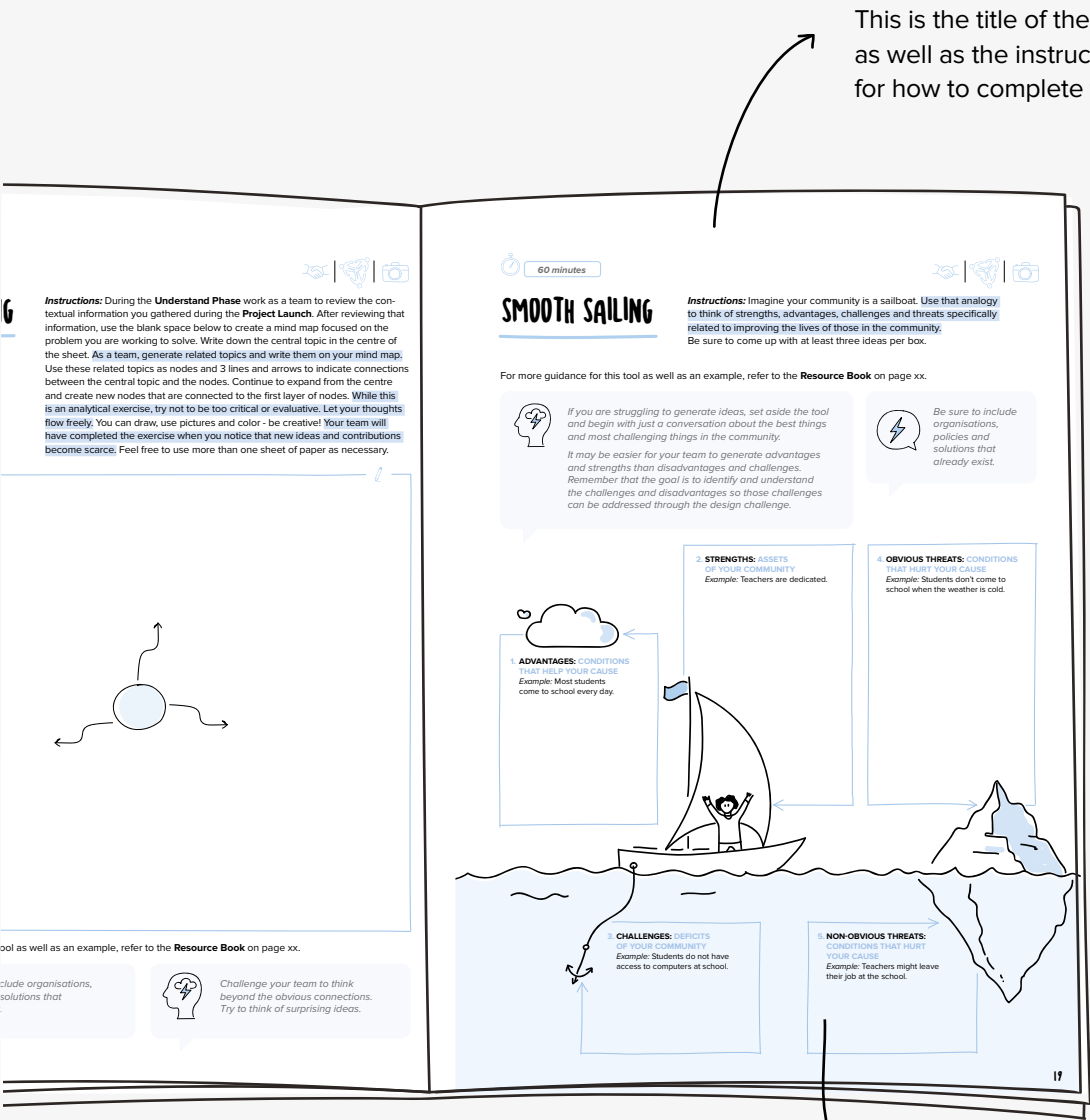 This is the title of the
as well as the instruc
for how to complete
G
Instructions: During the Understand Phase work as a team to review the con-
textual information you gathered during the Project Launch. After reviewing that
information, use the blank space below to create a mind map focused on the
problem you are working to solve. Write down the central topic in the centre of
the sheet. As a team, generate related topics and write them on your mind map.
Use these related topics as nodes and 3 lines and arrows to indicate connections
between the central topic and the nodes. Continue to expand from the centre
and create new nodes that are connected to the first layer of nodes. While this
is an analytical exercise, try not to be too critical or evaluative. Let your thoughts
flow freely. You can draw, use pictures and color - be creative! Your team will
have completed the exercise when you notice that new ideas and contributions
become scarce. Feel free to use more than one sheet of paper as necessary.
ool as well as an example, refer to the Resource Book on page xx.
clude organisations,
solutions that
.
Challenge your team to think
beyond the obvious connections.
Try to think of surprising ideas.
60 minutes
SMOOTH SAILING
Instructions: Imagine your community is a sailboat. Use that analogy
to think of strengths, advantages, challenges and threats specifically
related to improving the lives of those in the community.
Be sure to come up with at least three ideas per box.
For more guidance for this tool as well as an example, refer to the Resource Book on page xx.
If you are struggling to generate ideas, set aside the tool
and begin with just a conversation about the best things
and most challenging things in the community.
It may be easier for your team to generate advantages
and strengths than disadvantages and challenges.
Remember that the goal is to identify and understand
the challenges and disadvantages so those challenges
can be addressed through the design challenge.
Be sure to include
organisations,
policies and
solutions that
already exist.
1. ADVANTAGES: CONDITIONS
THAT HELP YOUR CAUSE
Example: Most students
come to school every day.
2. STRENGTHS: ASSETS
OF YOUR COMMUNITY
Example: Teachers are dedicated.
4. OBVIOUS THREATS: CONDITIONS
THAT HURT YOUR CAUSE
Example: Students don't come to
school when the weather is cold.
3. CHALLENGES: DEFICITS
OF YOUR COMMUNITY
Example: Students do not have
access to computers at school.
5. NON-OBVIOUS THREATS:
CONDITIONS THAT HURT
YOUR CAUSE
Example: Teachers might leave
their job at the school.
19